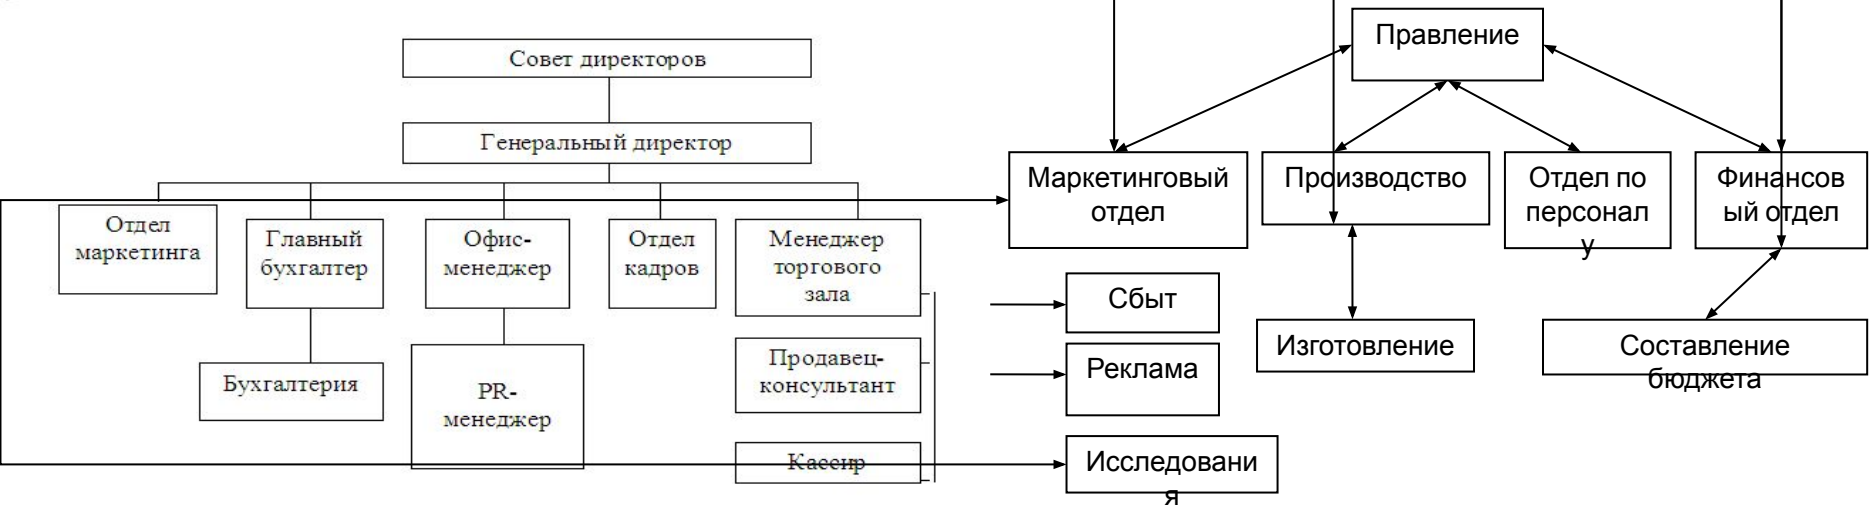 Совет директоров
Генеральный директор
Отдел
маркетинга
Главный
бухгалтер
Офис-
менеджер
Отдел
кадров
Менеджер
торгового
зала
Бухгалтерия
PR-
менеджер
Продавец-
консультант
Кассир
Правление
Маркетинговый
отдел
Производство
Отдел по
персонал
у
Финансов
ый отдел
Сбыт
Реклама
Исследовани
я
Изготовление
Составление
бюджета